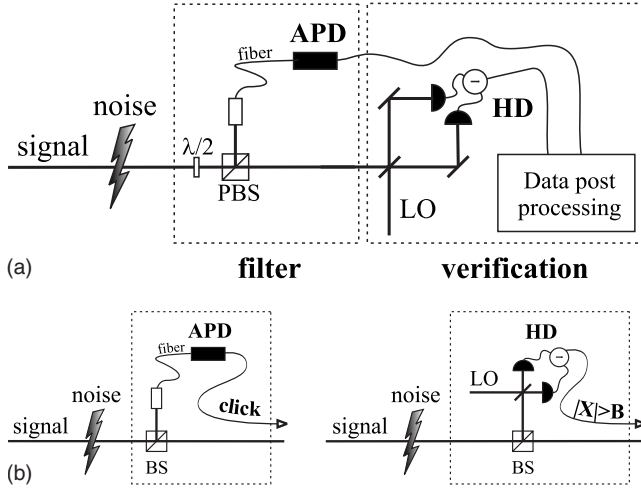 APD
fiber
noise
signal
λ/2
PBS
HD
LO
Data post
processing
(a)
filter
verification
APD
fiber
noise
signal
click
BS
HD
LO
noise
signal
|X|>B
BS
(b)